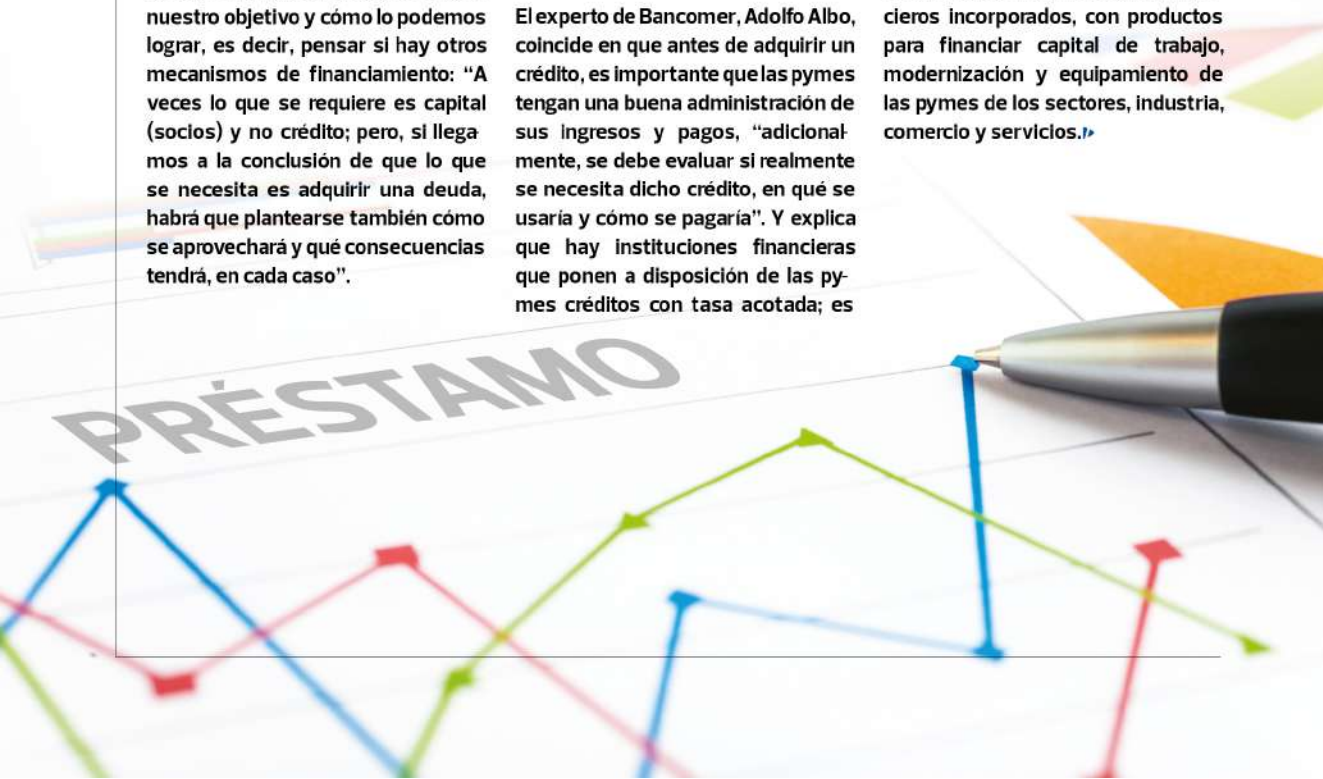 nuestro objetivo y cómo lo podemos
lograr, es decir, pensar si hay otros
mecanismos de financiamiento: “A
veces lo que se requiere es capital
(socios) y no crédito; pero, si llega-
mos a la conclusión de que lo que
se necesita es adquirir una deuda,
habrá que plantearse también cómo
se aprovechará y qué consecuencias
tendrá, en cada caso”.
El experto de Bancomer, Adolfo Albo,
coincide en que antes de adquirir un
crédito, es importante que las pymes
tengan una buena administración de
sus ingresos y pagos, “adicional-
mente, se debe evaluar si realmente
se necesita dicho crédito, en qué se
usaría y cómo se pagaría”. Y explica
que hay instituciones financieras
que ponen a disposición de las py-
mes créditos con tasa acotada; es
cieros incorporados, con productos
para financiar capital de trabajo,
modernización y equipamiento de
las pymes de los sectores, industria,
comercio y servicios.
PRÉSTAMO